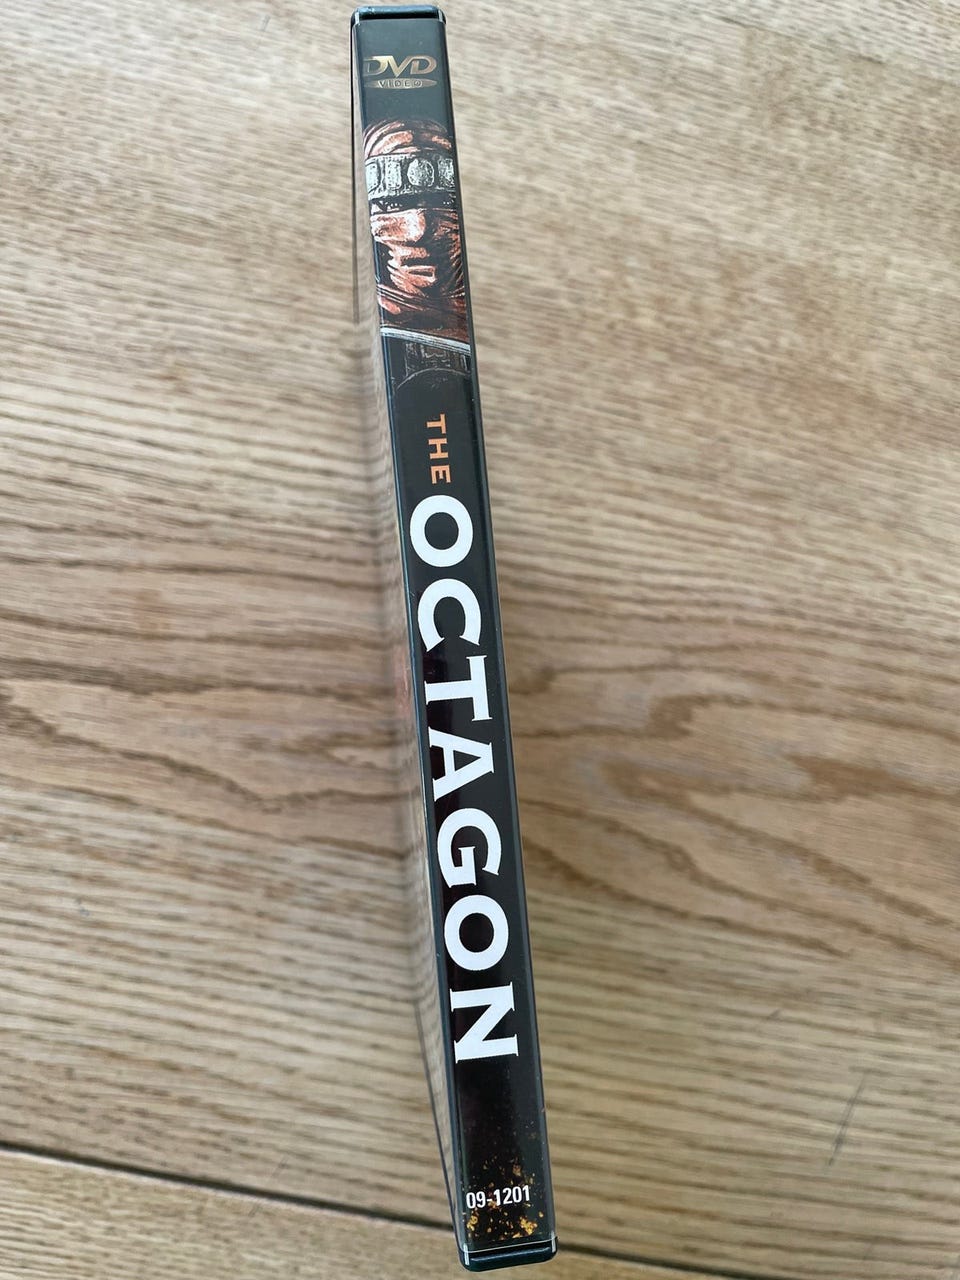 DVD
VIDEO
THE OCTAGON
09-1201